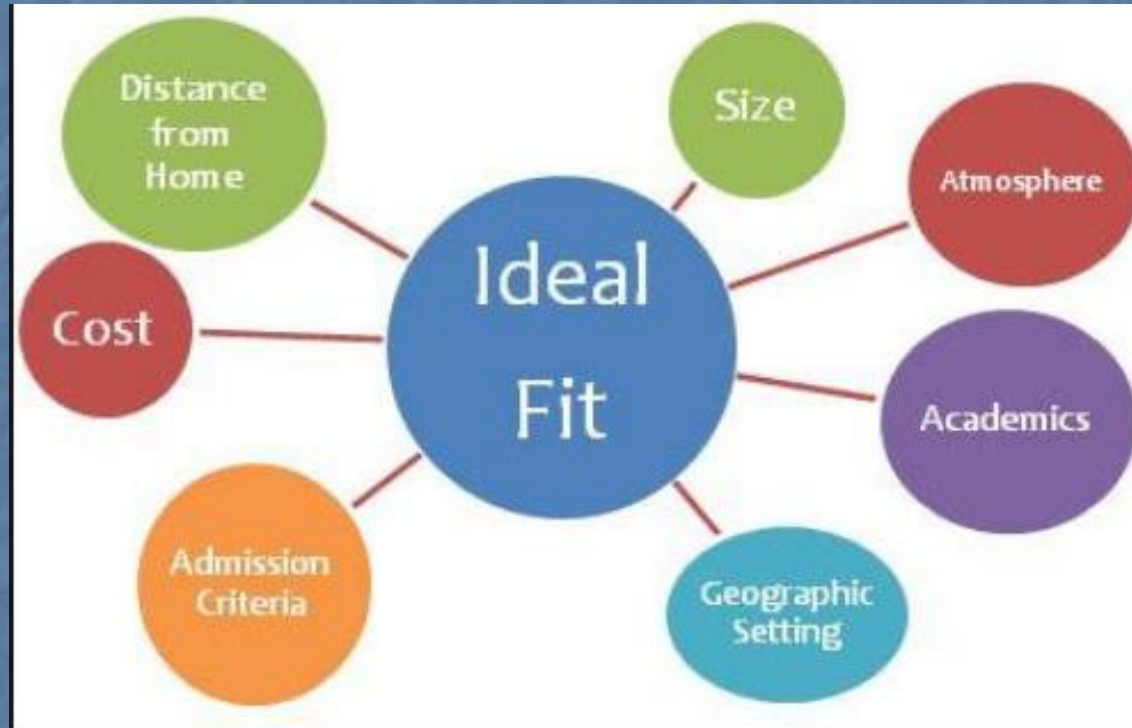 Distance
from
Home
Size
Atmosphere
Cost
Ideal
Fit
Academics
Admission
Criteria
Geographic
Setting